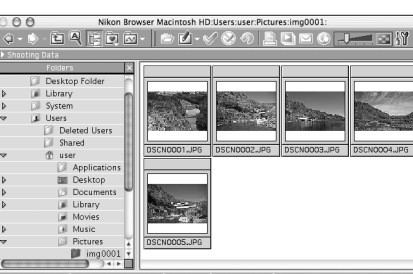 Nikon Browser Macintosh HD:Users:user:Pictures:img0001:
Shooting Data
Folders
Desktop Folder
Library
System
Users
Deleted Users
Shared
user
Applications
Desktop
Documents
Library
Movies
Music
Pictures
img0001
DSCN0001.JPG
DSCN0002.JPG
DSCN0003.JPG
DSCN0004.JPG
DSCN0005.JPG